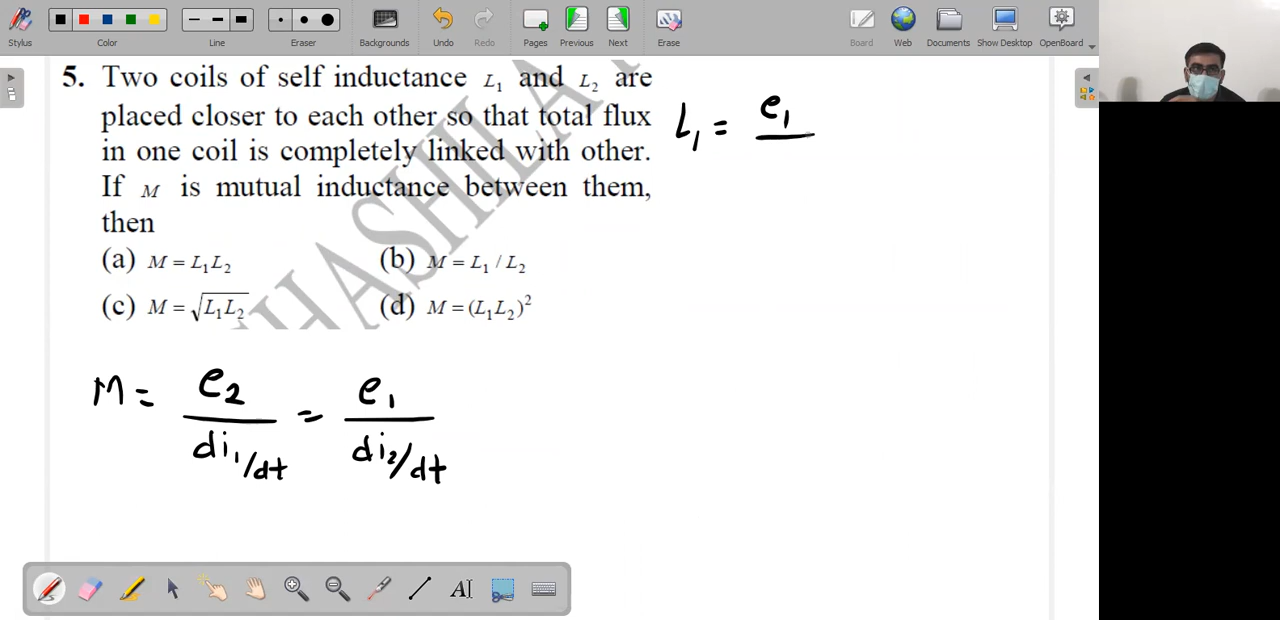 Stylus Color Line Eraser Backgrounds Undo Redo Pages Previous Next Erase Board Web Documents Show Desktop OpenBoard
5. Two coils of self inductance L₁ and L₂ are
placed closer to each other so that total flux
in one coil is completely linked with other.
If M is mutual inductance between them,
then
(a) M = L₁L₂ (b) M = L₁ / L₂
(c) M = √L₁L₂ (d) M = (L₁L₂)²
L₁ = e₁
M = e₂ / di₁/dt = e₁ / di₂/dt